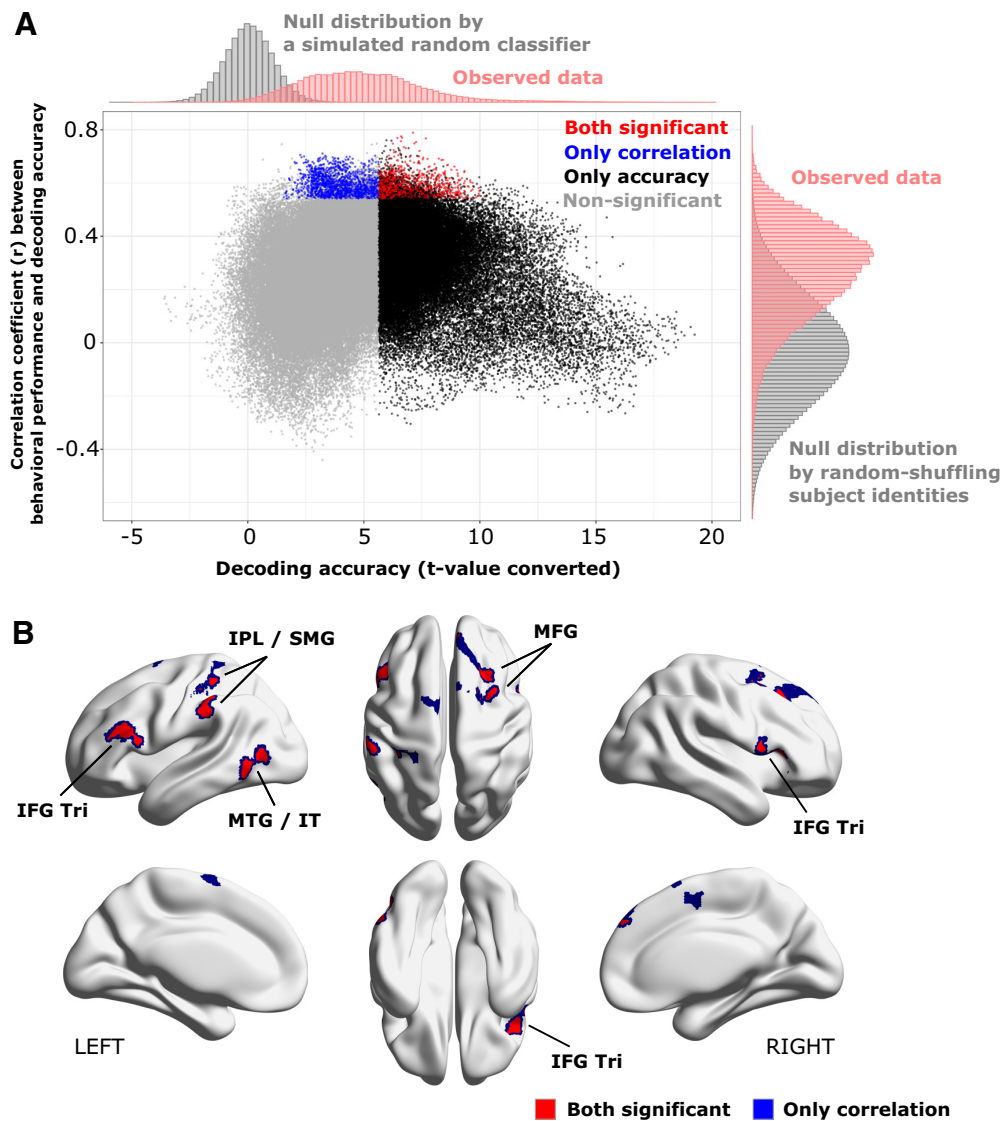 A
Null distribution by
a simulated random classifier
Observed data
Both significant
Only correlation
Only accuracy
Non-significant
Observed data
Null distribution
by random-shuffling
subject identities
Correlation coefficient (r) between
behavioral performance and decoding accuracy
0.8
0.4
0
-0.4
-5
0
5
10
15
20
Decoding accuracy (t-value converted)
B
IPL / SMG
MFG
IFG Tri
MTG / IT
IFG Tri
LEFT
IFG Tri
RIGHT
Both significant
Only correlation